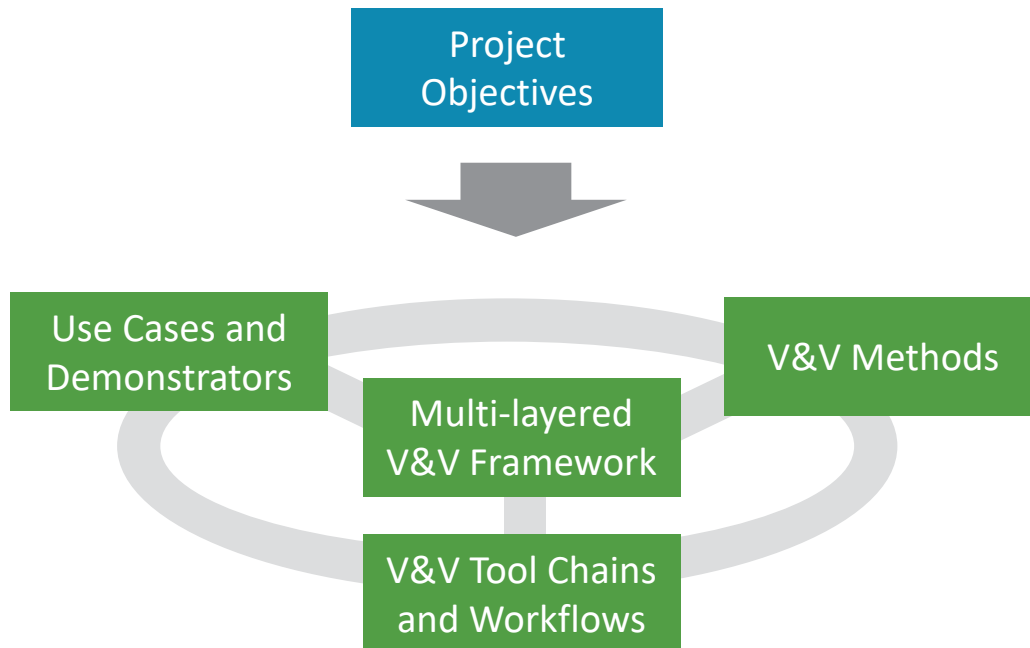 Project
Objectives
Use Cases and
Demonstrators
V&V Methods
Multi-layered
V&V Framework
V&V Tool Chains
and Workflows